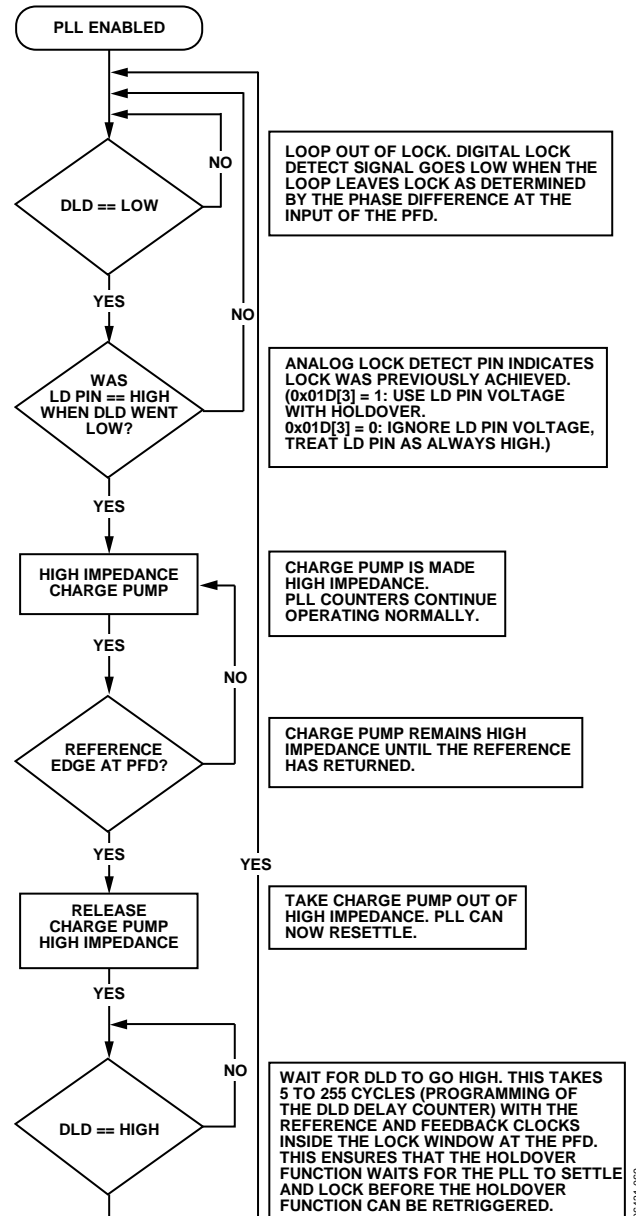 PLL ENABLED
NO
DLD == LOW
LOOP OUT OF LOCK. DIGITAL LOCK
DETECT SIGNAL GOES LOW WHEN THE
LOOP LEAVES LOCK AS DETERMINED
BY THE PHASE DIFFERENCE AT THE
INPUT OF THE PFD.
YES
NO
WAS
LD PIN == HIGH
WHEN DLD WENT
LOW?
ANALOG LOCK DETECT PIN INDICATES
LOCK WAS PREVIOUSLY ACHIEVED.
(0x01D[3] = 1: USE LD PIN VOLTAGE
WITH HOLDOVER.
0x01D[3] = 0: IGNORE LD PIN VOLTAGE,
TREAT LD PIN AS ALWAYS HIGH.)
YES
HIGH IMPEDANCE
CHARGE PUMP
CHARGE PUMP IS MADE
HIGH IMPEDANCE.
PLL COUNTERS CONTINUE
OPERATING NORMALLY.
YES
NO
REFERENCE
EDGE AT PFD?
CHARGE PUMP REMAINS HIGH
IMPEDANCE UNTIL THE REFERENCE
HAS RETURNED.
YES
YES
RELEASE
CHARGE PUMP
HIGH IMPEDANCE
TAKE CHARGE PUMP OUT OF
HIGH IMPEDANCE. PLL CAN
NOW RESETTLE.
YES
NO
DLD == HIGH
WAIT FOR DLD TO GO HIGH. THIS TAKES
5 TO 255 CYCLES (PROGRAMMING OF
THE DLD DELAY COUNTER) WITH THE
REFERENCE AND FEEDBACK CLOCKS
INSIDE THE LOCK WINDOW AT THE PFD.
THIS ENSURES THAT THE HOLDOVER
FUNCTION WAITS FOR THE PLL TO SETTLE
AND LOCK BEFORE THE HOLDOVER
FUNCTION CAN BE RETRIGGERED.